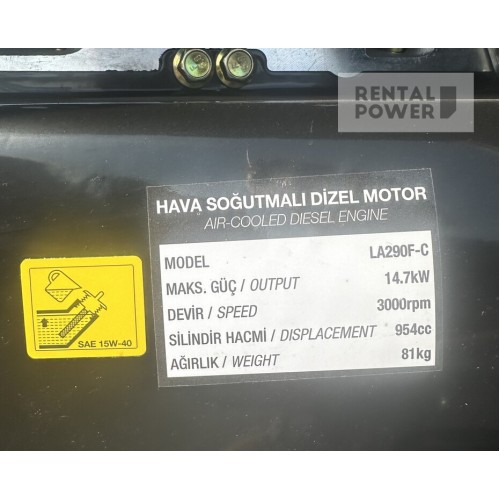 RENTAL
POWER
HAVA SOĞUTMALI DİZEL MOTOR
AIR-COOLED DIESEL ENGINE
MODEL LA290F-C
MAKS. GÜÇ / OUTPUT 14.7kW
DEVİR / SPEED 3000rpm
SİLİNDİR HACMİ / DISPLACEMENT 954cc
AĞIRLIK / WEIGHT 81kg
SAE 15W-40